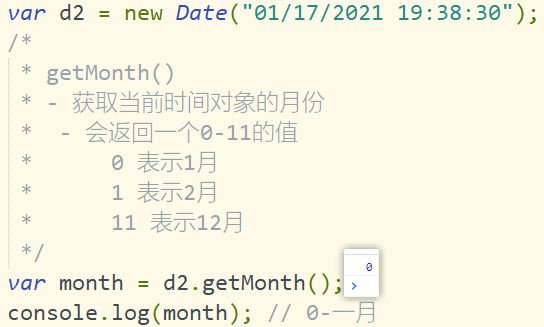 var d2 = new Date("01/17/2021 19:38:30");
/*
* getMonth()
* - 获取当前时间对象的月份
* - 会返回一个0-11的值
* 0 表示1月
* 1 表示2月
* 11 表示12月
*/
var month = d2.getMonth();
0
>
console.log(month); // 0-一月